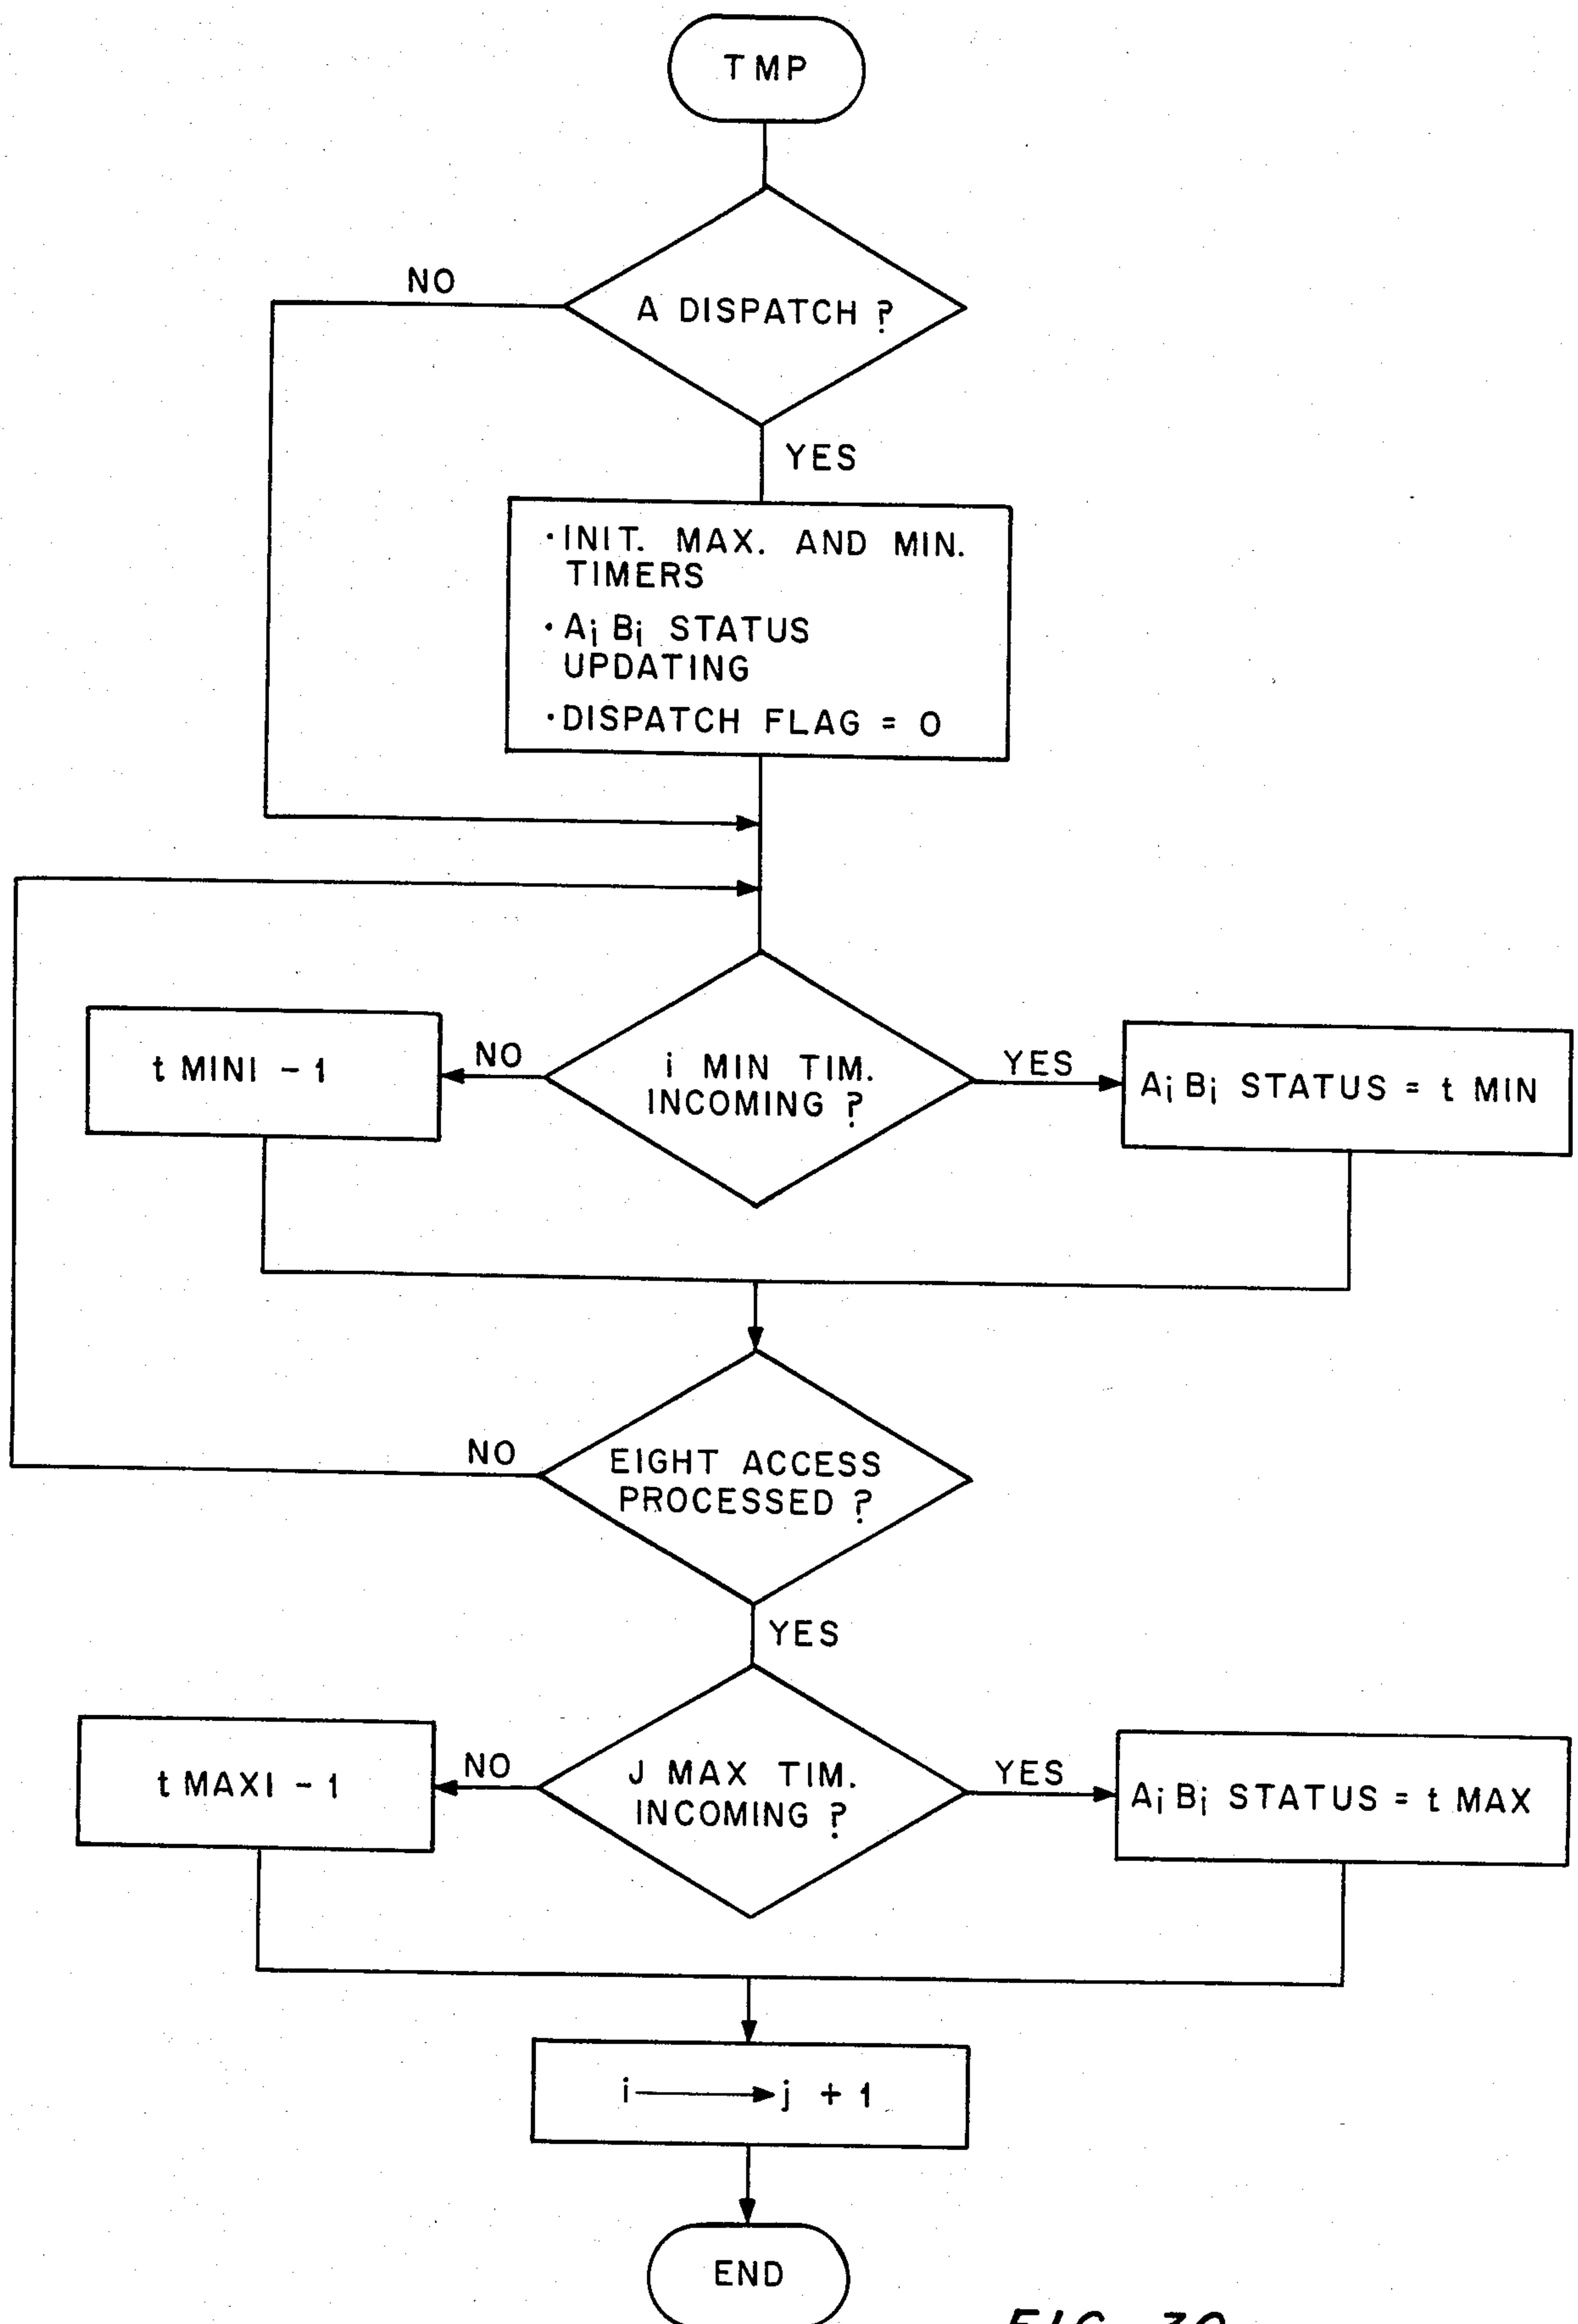 TMP
A DISPATCH ?
NO
YES
·INIT. MAX. AND MIN.
TIMERS
·Ai Bi STATUS
UPDATING
·DISPATCH FLAG = 0
t MINI - 1
NO
i MIN TIM.
INCOMING ?
YES
Ai Bi STATUS = t MIN
NO
EIGHT ACCESS
PROCESSED ?
YES
t MAXI - 1
NO
J MAX TIM.
INCOMING ?
YES
Ai Bi STATUS = t MAX
i → j + 1
END